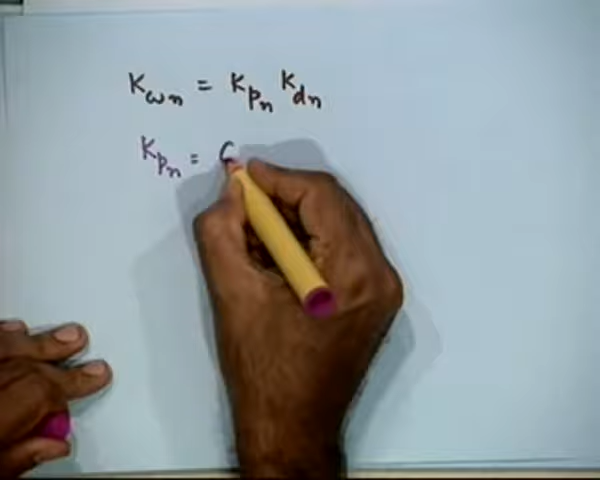 Kωn = Kpn Kdn
Kpn = C